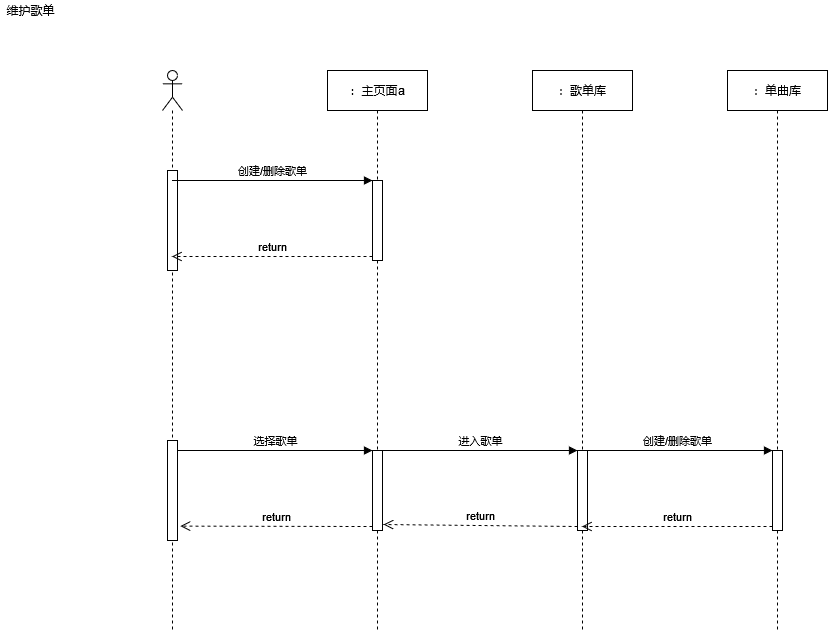 维护歌单
： 主页面a
： 歌单库
： 单曲库
创建/删除歌单
return
选择歌单
进入歌单
创建/删除歌单
return
return
return